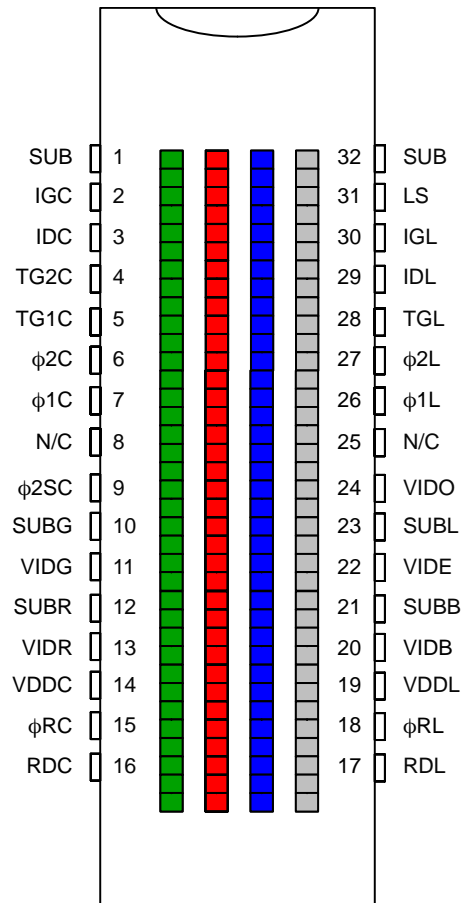 SUB 1 32 SUB
IGC 2 31 LS
IDC 3 30 IGL
TG2C 4 29 IDL
TG1C 5 28 TGL
ϕ2C 6 27 ϕ2L
ϕ1C 7 26 ϕ1L
N/C 8 25 N/C
ϕ2SC 9 24 VIDO
SUBG 10 23 SUBL
VIDG 11 22 VIDE
SUBR 12 21 SUBB
VIDR 13 20 VIDB
VDDC 14 19 VDDL
ϕRC 15 18 ϕRL
RDC 16 17 RDL